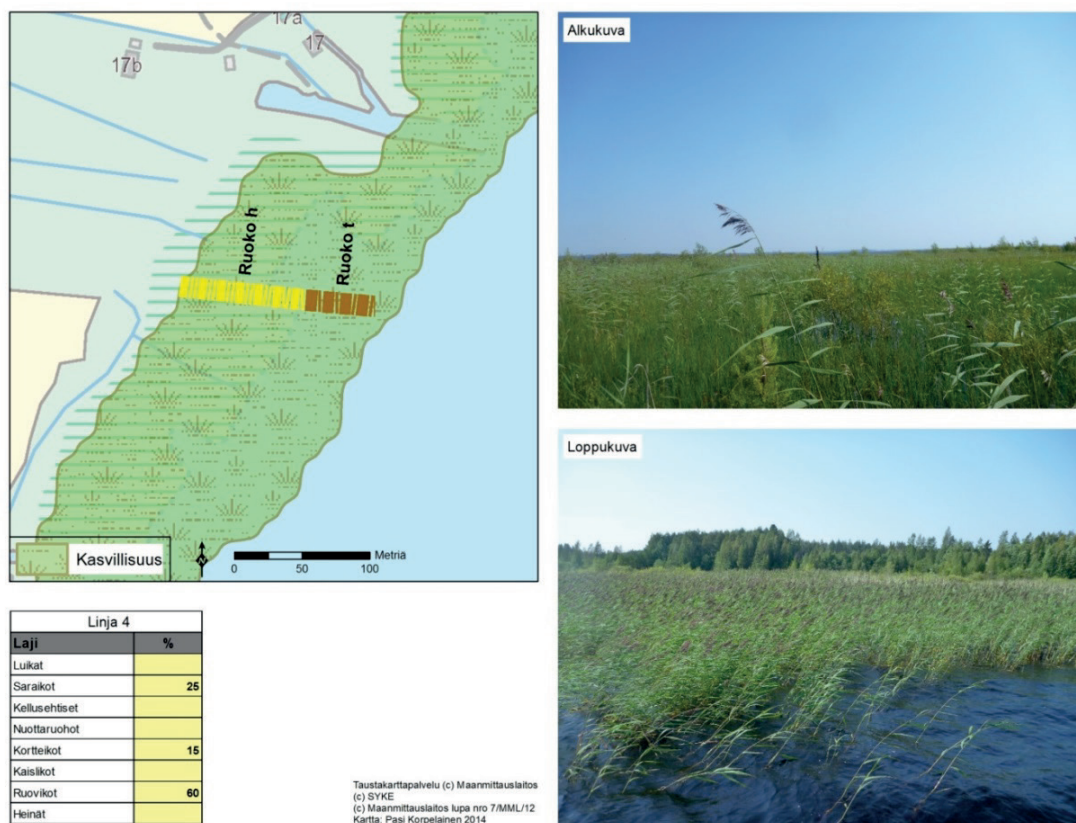 17a
17
17b
Ruoko h
Ruoko t
Kasvillisuus
Metriä
0 50 100
Alkukuva
Loppukuva
Linja 4
Laji %
Luikat
Saraikot 25
Kellusehtiset
Nuottaruohot
Kortteikot 15
Kaislikot
Ruovikot 60
Heinät
Taustakarttapalvelu (c) Maanmittauslaitos
(c) SYKE
(c) Maanmittauslaitos lupa nro 7/MML/12
Kartta: Pasi Korpelainen 2014